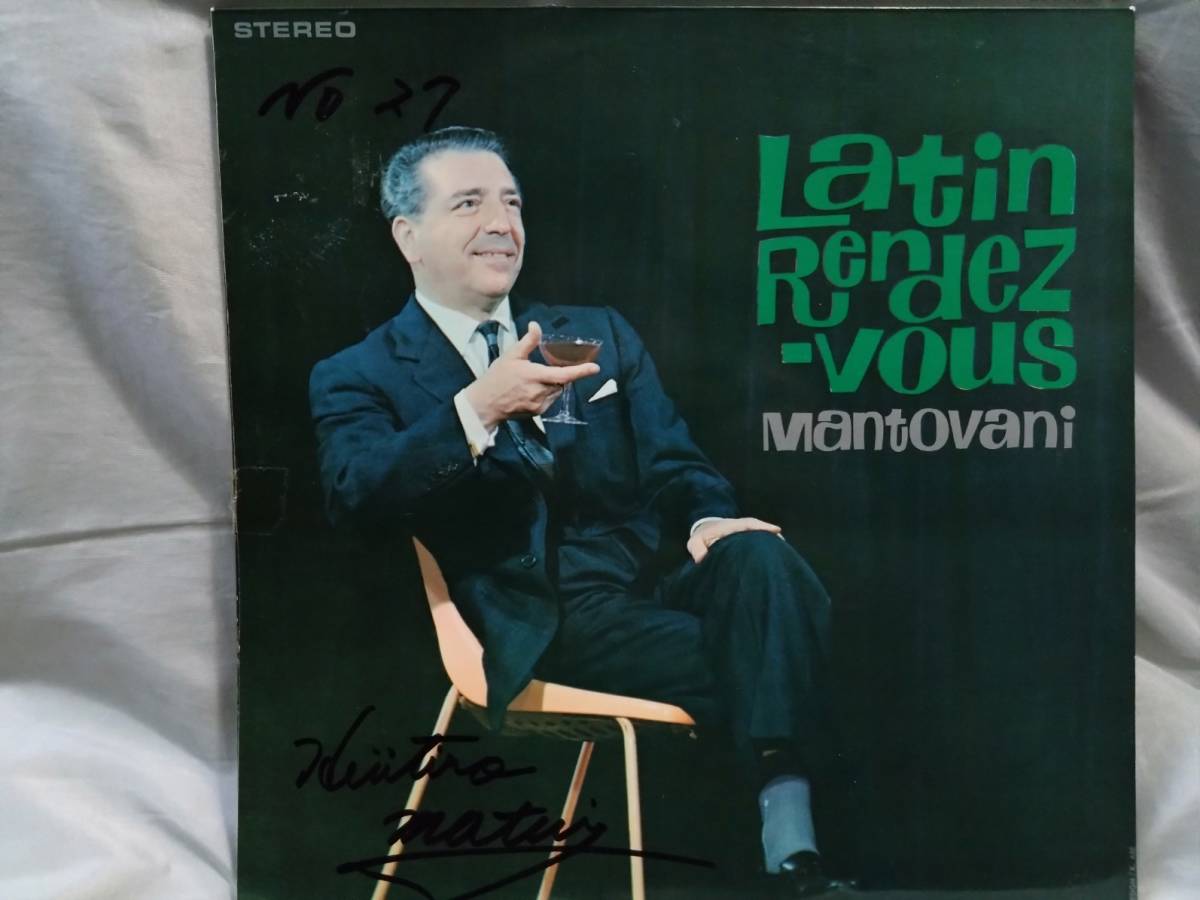 STEREO
No 27
Latin
Rendez
-vous
Mantovani